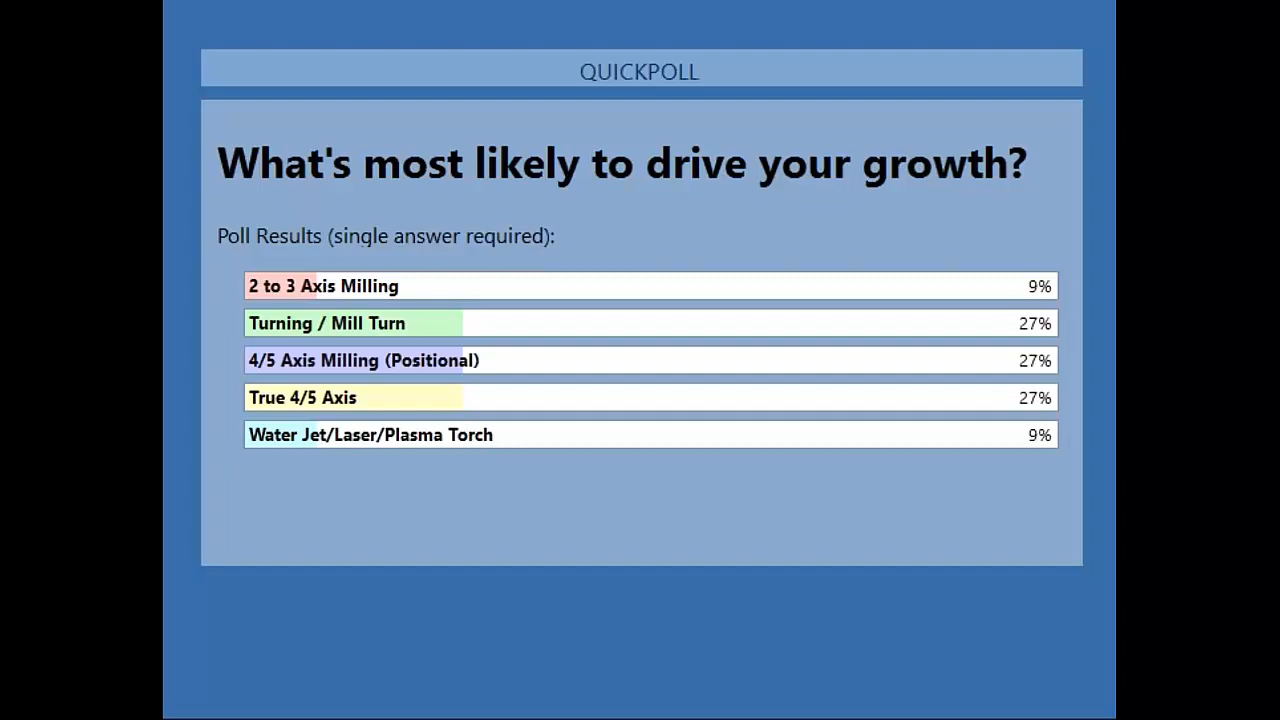 QUICKPOLL
What's most likely to drive your growth?
Poll Results (single answer required):
2 to 3 Axis Milling 9%
Turning / Mill Turn 27%
4/5 Axis Milling (Positional) 27%
True 4/5 Axis 27%
Water Jet/Laser/Plasma Torch 9%